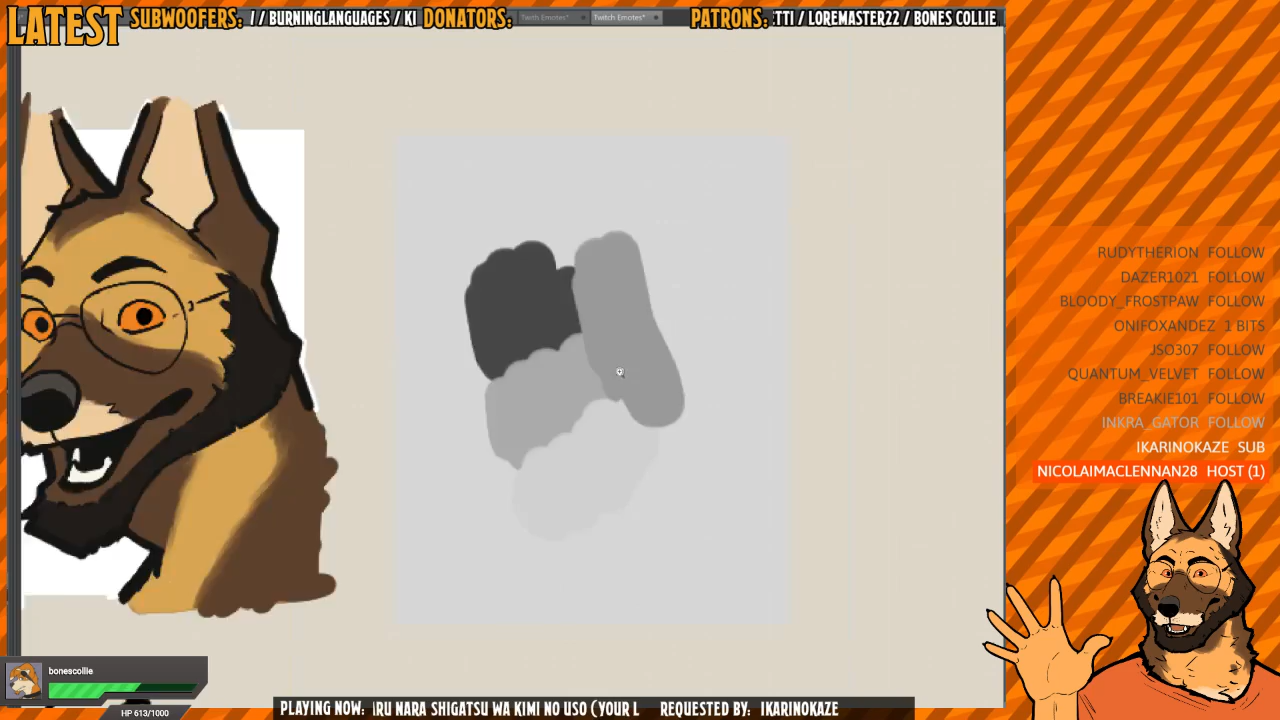 LATEST SUBWOOFERS: / BURNINGLANGUAGES / KI DONATORS: Twitch Emotes* PATRONS: TTI / LOREMASTER22 / BONES COLLIE
RUDYTHERION FOLLOW
DAZER1021 FOLLOW
BLOODY_FROSTPAW FOLLOW
ONIFOXANDEZ 1 BITS
JSO307 FOLLOW
QUANTUM_VELVET FOLLOW
BREAKIE101 FOLLOW
INKRA_GATOR FOLLOW
IKARINOKAZE SUB
NICOLAIMACLENNAN28 HOST (1)
bonescollie
HP 613/1000
PLAYING NOW: IRU NARA SHIGATSU WA KIMI NO USO (YOUR L REQUESTED BY: IKARINOKAZE